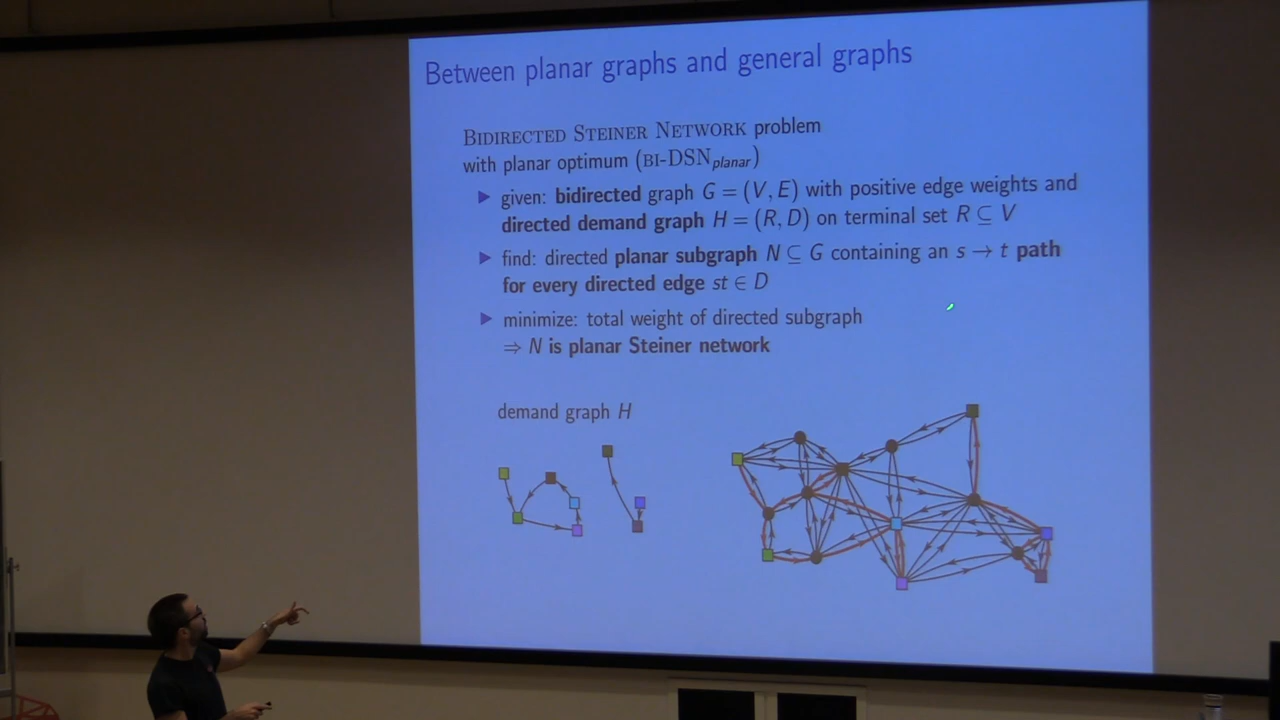 Between planar graphs and general graphs
BIDIRECTED STEINER NETWORK problem
with planar optimum (BI-DSNplanar)
▶ given: bidirected graph G = (V, E) with positive edge weights and
directed demand graph H = (R, D) on terminal set R ⊆ V
▶ find: directed planar subgraph N ⊆ G containing an s → t path
for every directed edge st ∈ D
▶ minimize: total weight of directed subgraph
⇒ N is planar Steiner network
demand graph H